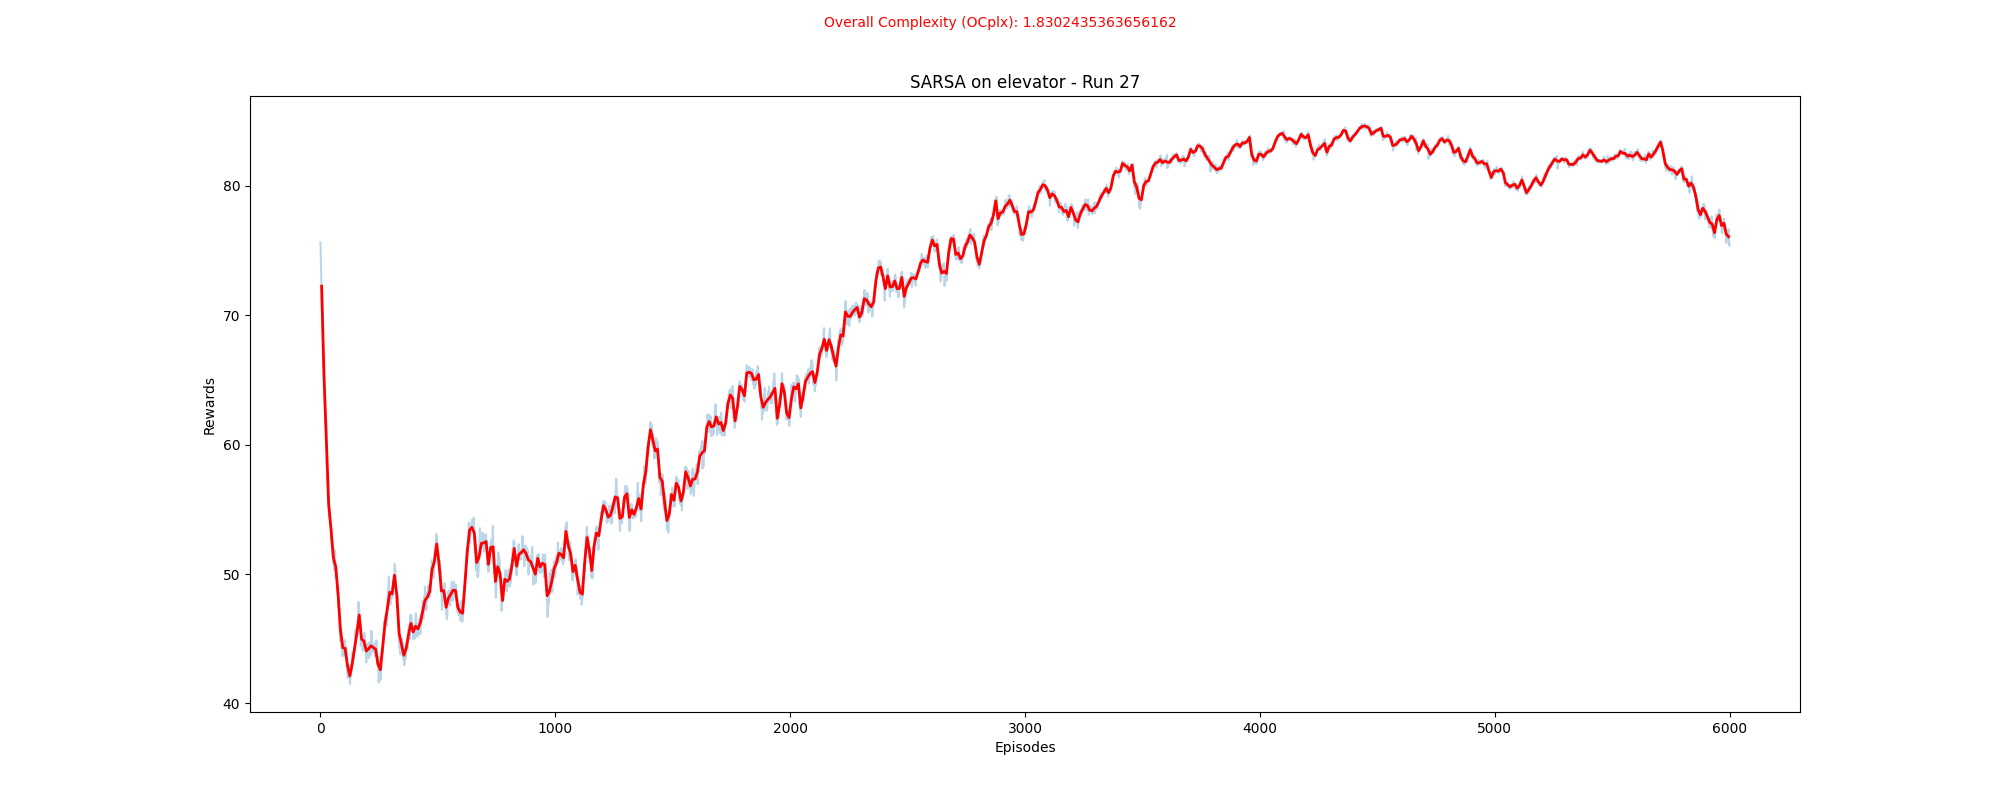 Overall Complexity (OCplx): 1.8302435363656162
SARSA on elevator - Run 27
Rewards
80
70
60
50
40
0 1000 2000 3000 4000 5000 6000
Episodes